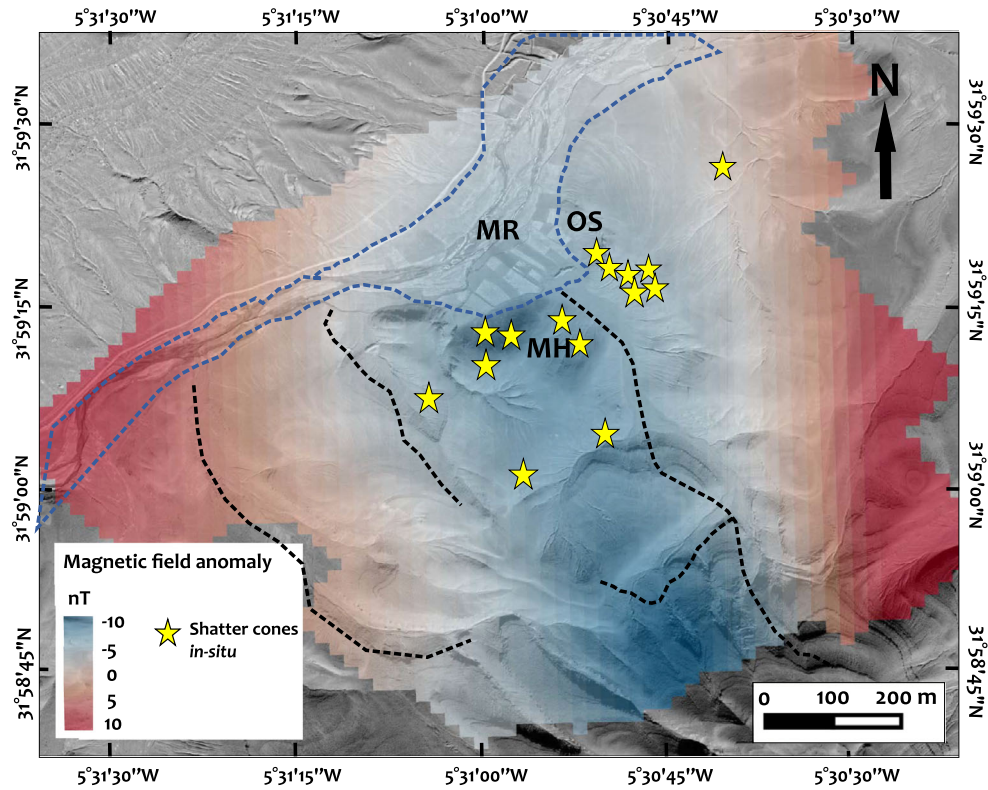 5°31'30''W 5°31'15''W 5°31'00''W 5°30'45''W 5°30'30''W
N
31°59'30''N 31°59'30''N
MR OS
31°59'15''N 31°59'15''N
MH
31°59'00''N 31°59'00''N
Magnetic field anomaly
nT
-10
-5
0
5
10
Shatter cones
in-situ
31°58'45''N 31°58'45''N
0 100 200 m
5°31'30''W 5°31'15''W 5°31'00''W 5°30'45''W 5°30'30''W